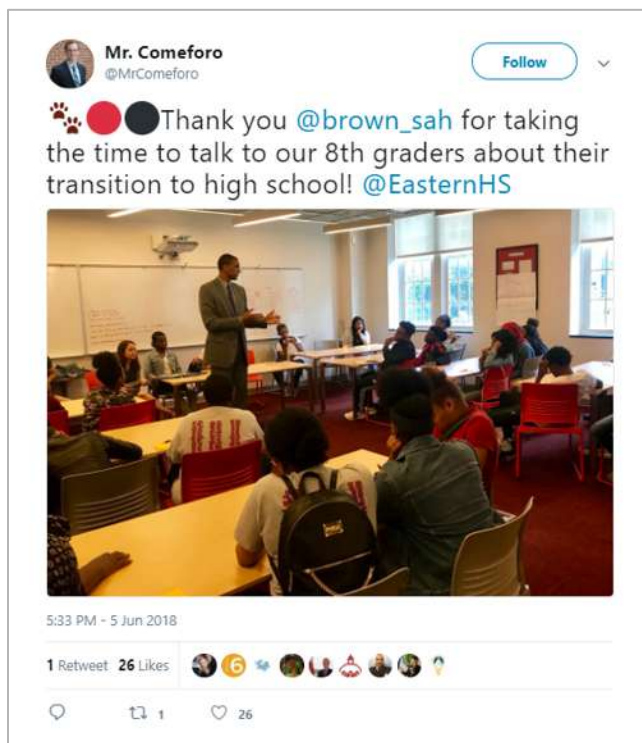 Mr. Comeforo
@MrComeforo
Follow
Thank you @brown_sah for taking
the time to talk to our 8th graders about their
transition to high school! @EasternHS
5:33 PM - 5 Jun 2018
1 Retweet 26 Likes
6
1
26